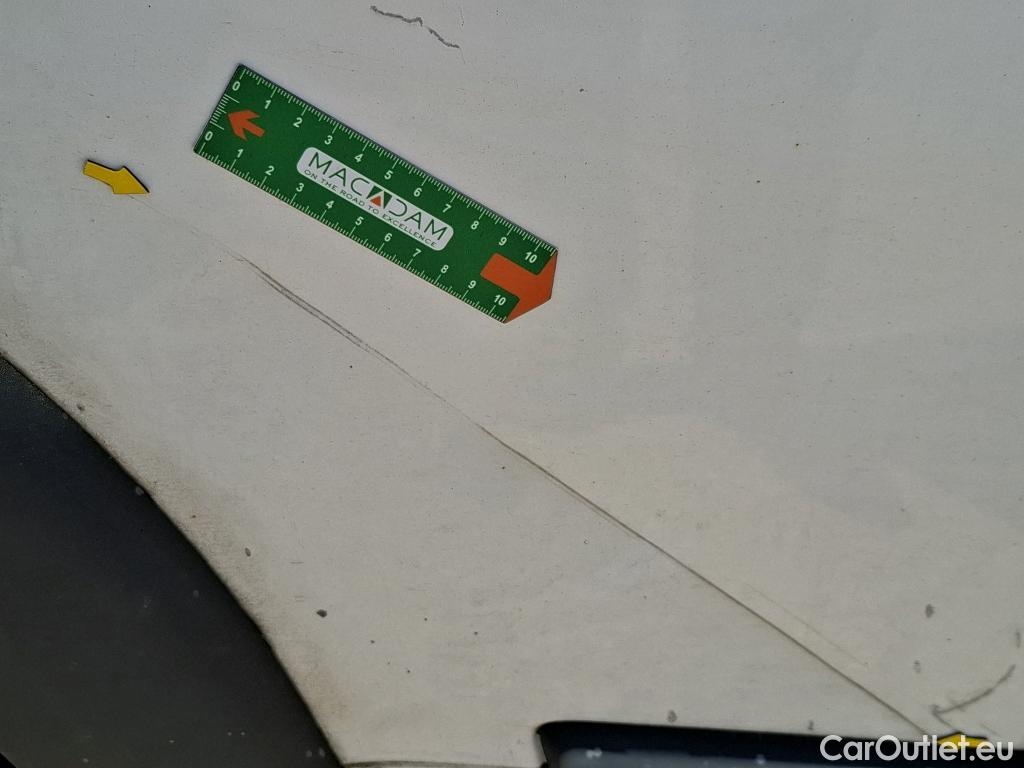 0 1 2 3 4 5 6 7 8 9 10
MACADAM
ON THE ROAD TO EXCELLENCE
0 1 2 3 4 5 6 7 8 9 10
CarOutlet.eu